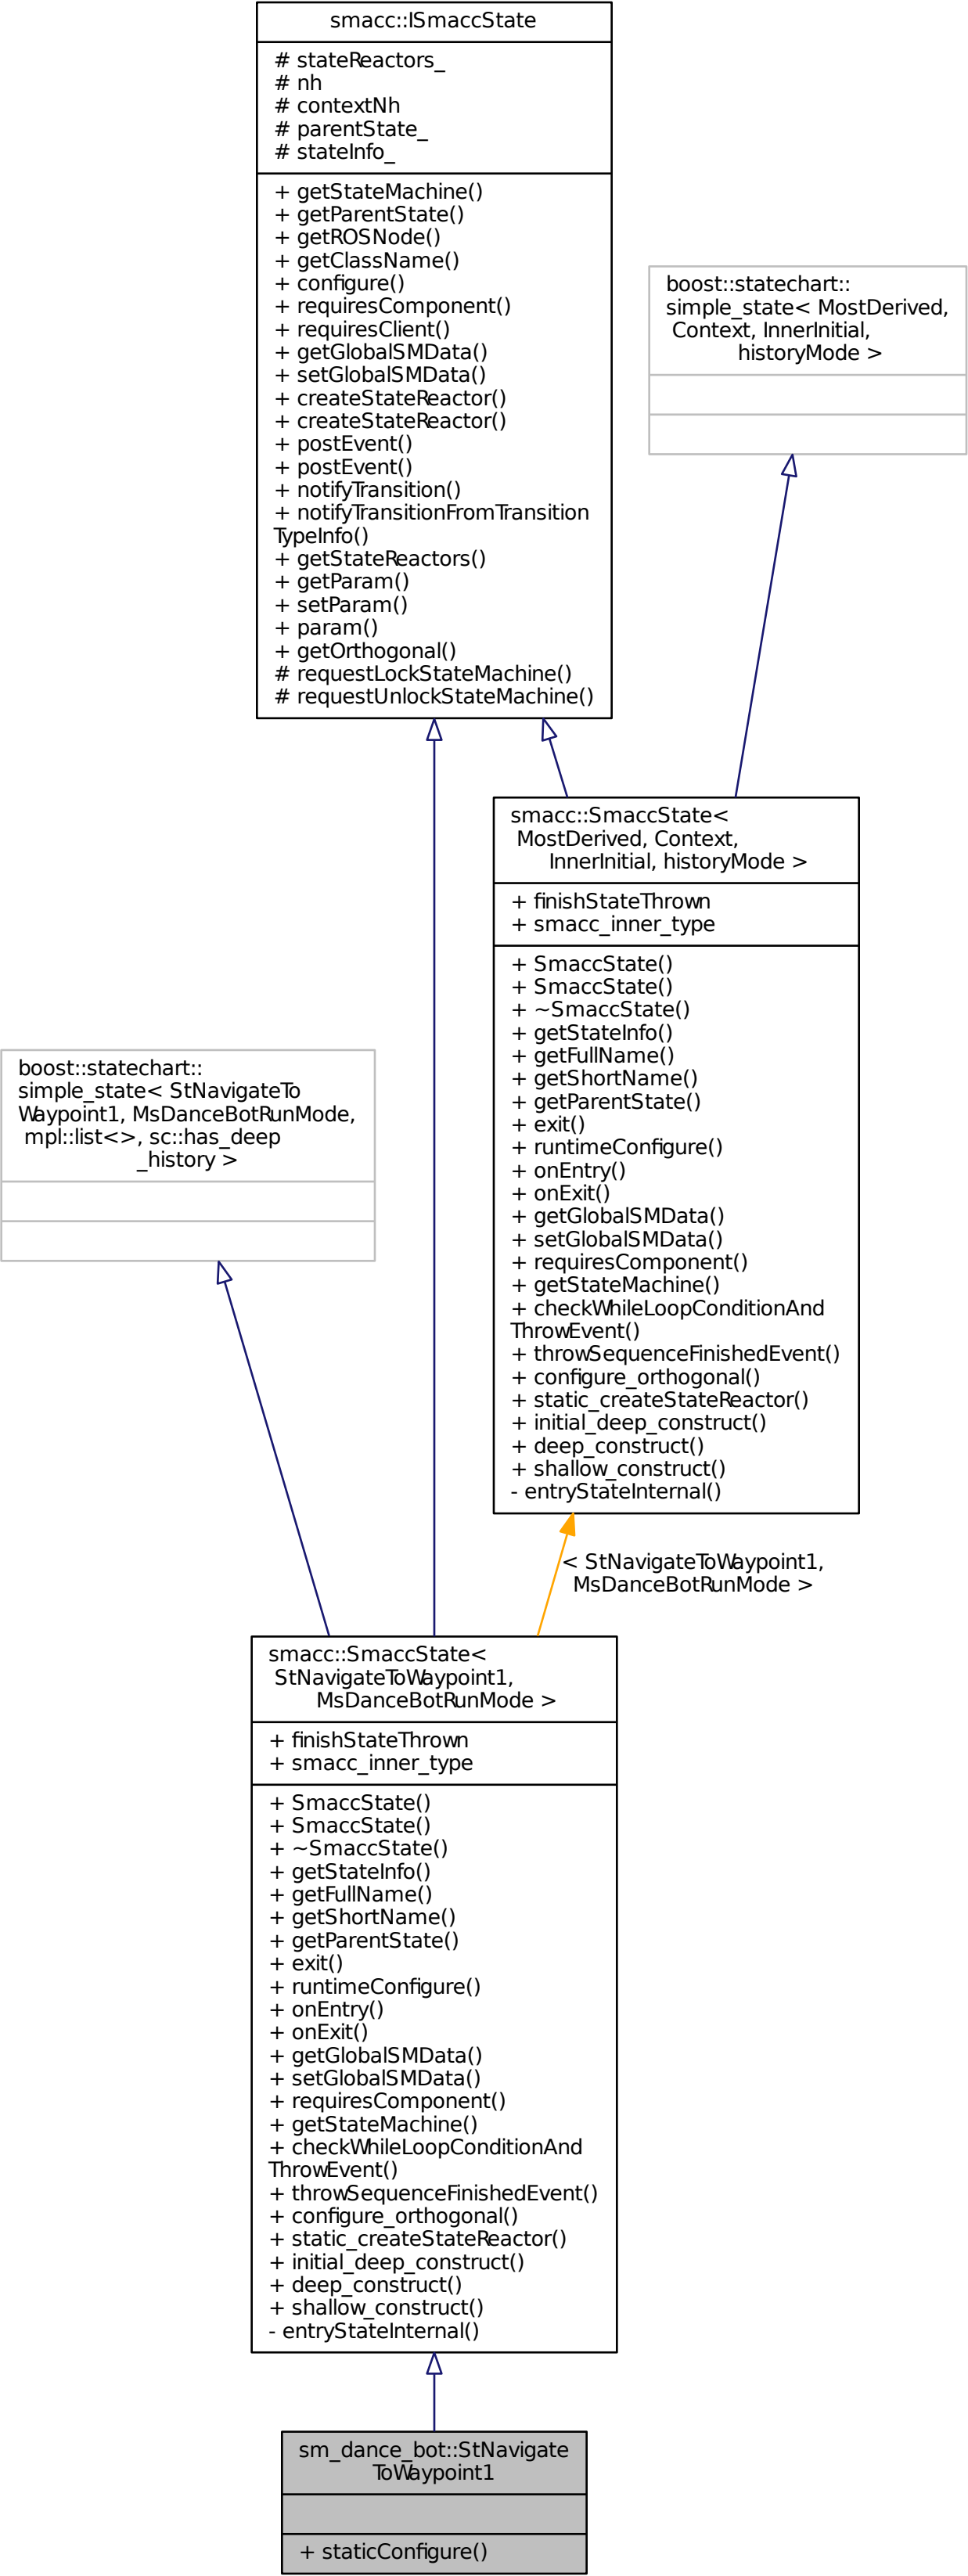 smacc::ISmaccState
# stateReactors_
# nh
# contextNh
# parentState_
# stateInfo_
+ getStateMachine()
+ getParentState()
+ getROSNode()
+ getClassName()
+ configure()
+ requiresComponent()
+ requiresClient()
+ getGlobalSMData()
+ setGlobalSMData()
+ createStateReactor()
+ createStateReactor()
+ postEvent()
+ postEvent()
+ notifyTransition()
+ notifyTransitionFromTransition
TypeInfo()
+ getStateReactors()
+ getParam()
+ setParam()
+ param()
+ getOrthogonal()
# requestLockStateMachine()
# requestUnlockStateMachine()
boost::statechart::
simple_state< MostDerived,
Context, InnerInitial,
historyMode >
smacc::SmaccState<
MostDerived, Context,
InnerInitial, historyMode >
+ finishStateThrown
+ smacc_inner_type
+ SmaccState()
+ SmaccState()
+ ~SmaccState()
+ getStateInfo()
+ getFullName()
+ getShortName()
+ getParentState()
+ exit()
+ runtimeConfigure()
+ onEntry()
+ onExit()
+ getGlobalSMData()
+ setGlobalSMData()
+ requiresComponent()
+ getStateMachine()
+ checkWhileLoopConditionAnd
ThrowEvent()
+ throwSequenceFinishedEvent()
+ configure_orthogonal()
+ static_createStateReactor()
+ initial_deep_construct()
+ deep_construct()
+ shallow_construct()
- entryStateInternal()
boost::statechart::
simple_state< StNavigateTo
Waypoint1, MsDanceBotRunMode,
mpl::list<>, sc::has_deep
_history >
< StNavigateToWaypoint1,
MsDanceBotRunMode >
smacc::SmaccState<
StNavigateToWaypoint1,
MsDanceBotRunMode >
+ finishStateThrown
+ smacc_inner_type
+ SmaccState()
+ SmaccState()
+ ~SmaccState()
+ getStateInfo()
+ getFullName()
+ getShortName()
+ getParentState()
+ exit()
+ runtimeConfigure()
+ onEntry()
+ onExit()
+ getGlobalSMData()
+ setGlobalSMData()
+ requiresComponent()
+ getStateMachine()
+ checkWhileLoopConditionAnd
ThrowEvent()
+ throwSequenceFinishedEvent()
+ configure_orthogonal()
+ static_createStateReactor()
+ initial_deep_construct()
+ deep_construct()
+ shallow_construct()
- entryStateInternal()
sm_dance_bot::StNavigate
ToWaypoint1
+ staticConfigure()